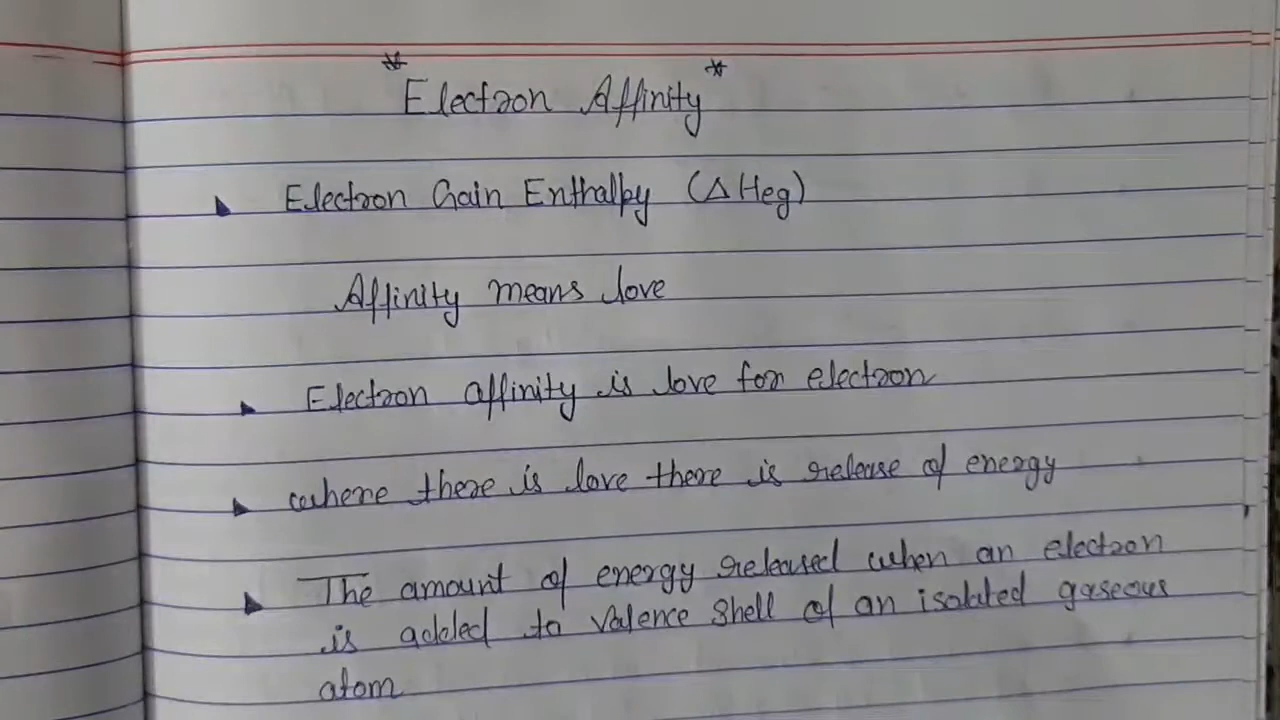 * Electron Affinity *
▸ Electron Gain Enthalpy (ΔHeg)
Affinity means love
▸ Electron affinity is love for electron
▸ where there is love there is release of energy
▸ The amount of energy released when an electron
is added to valence shell of an isolated gaseous
atom